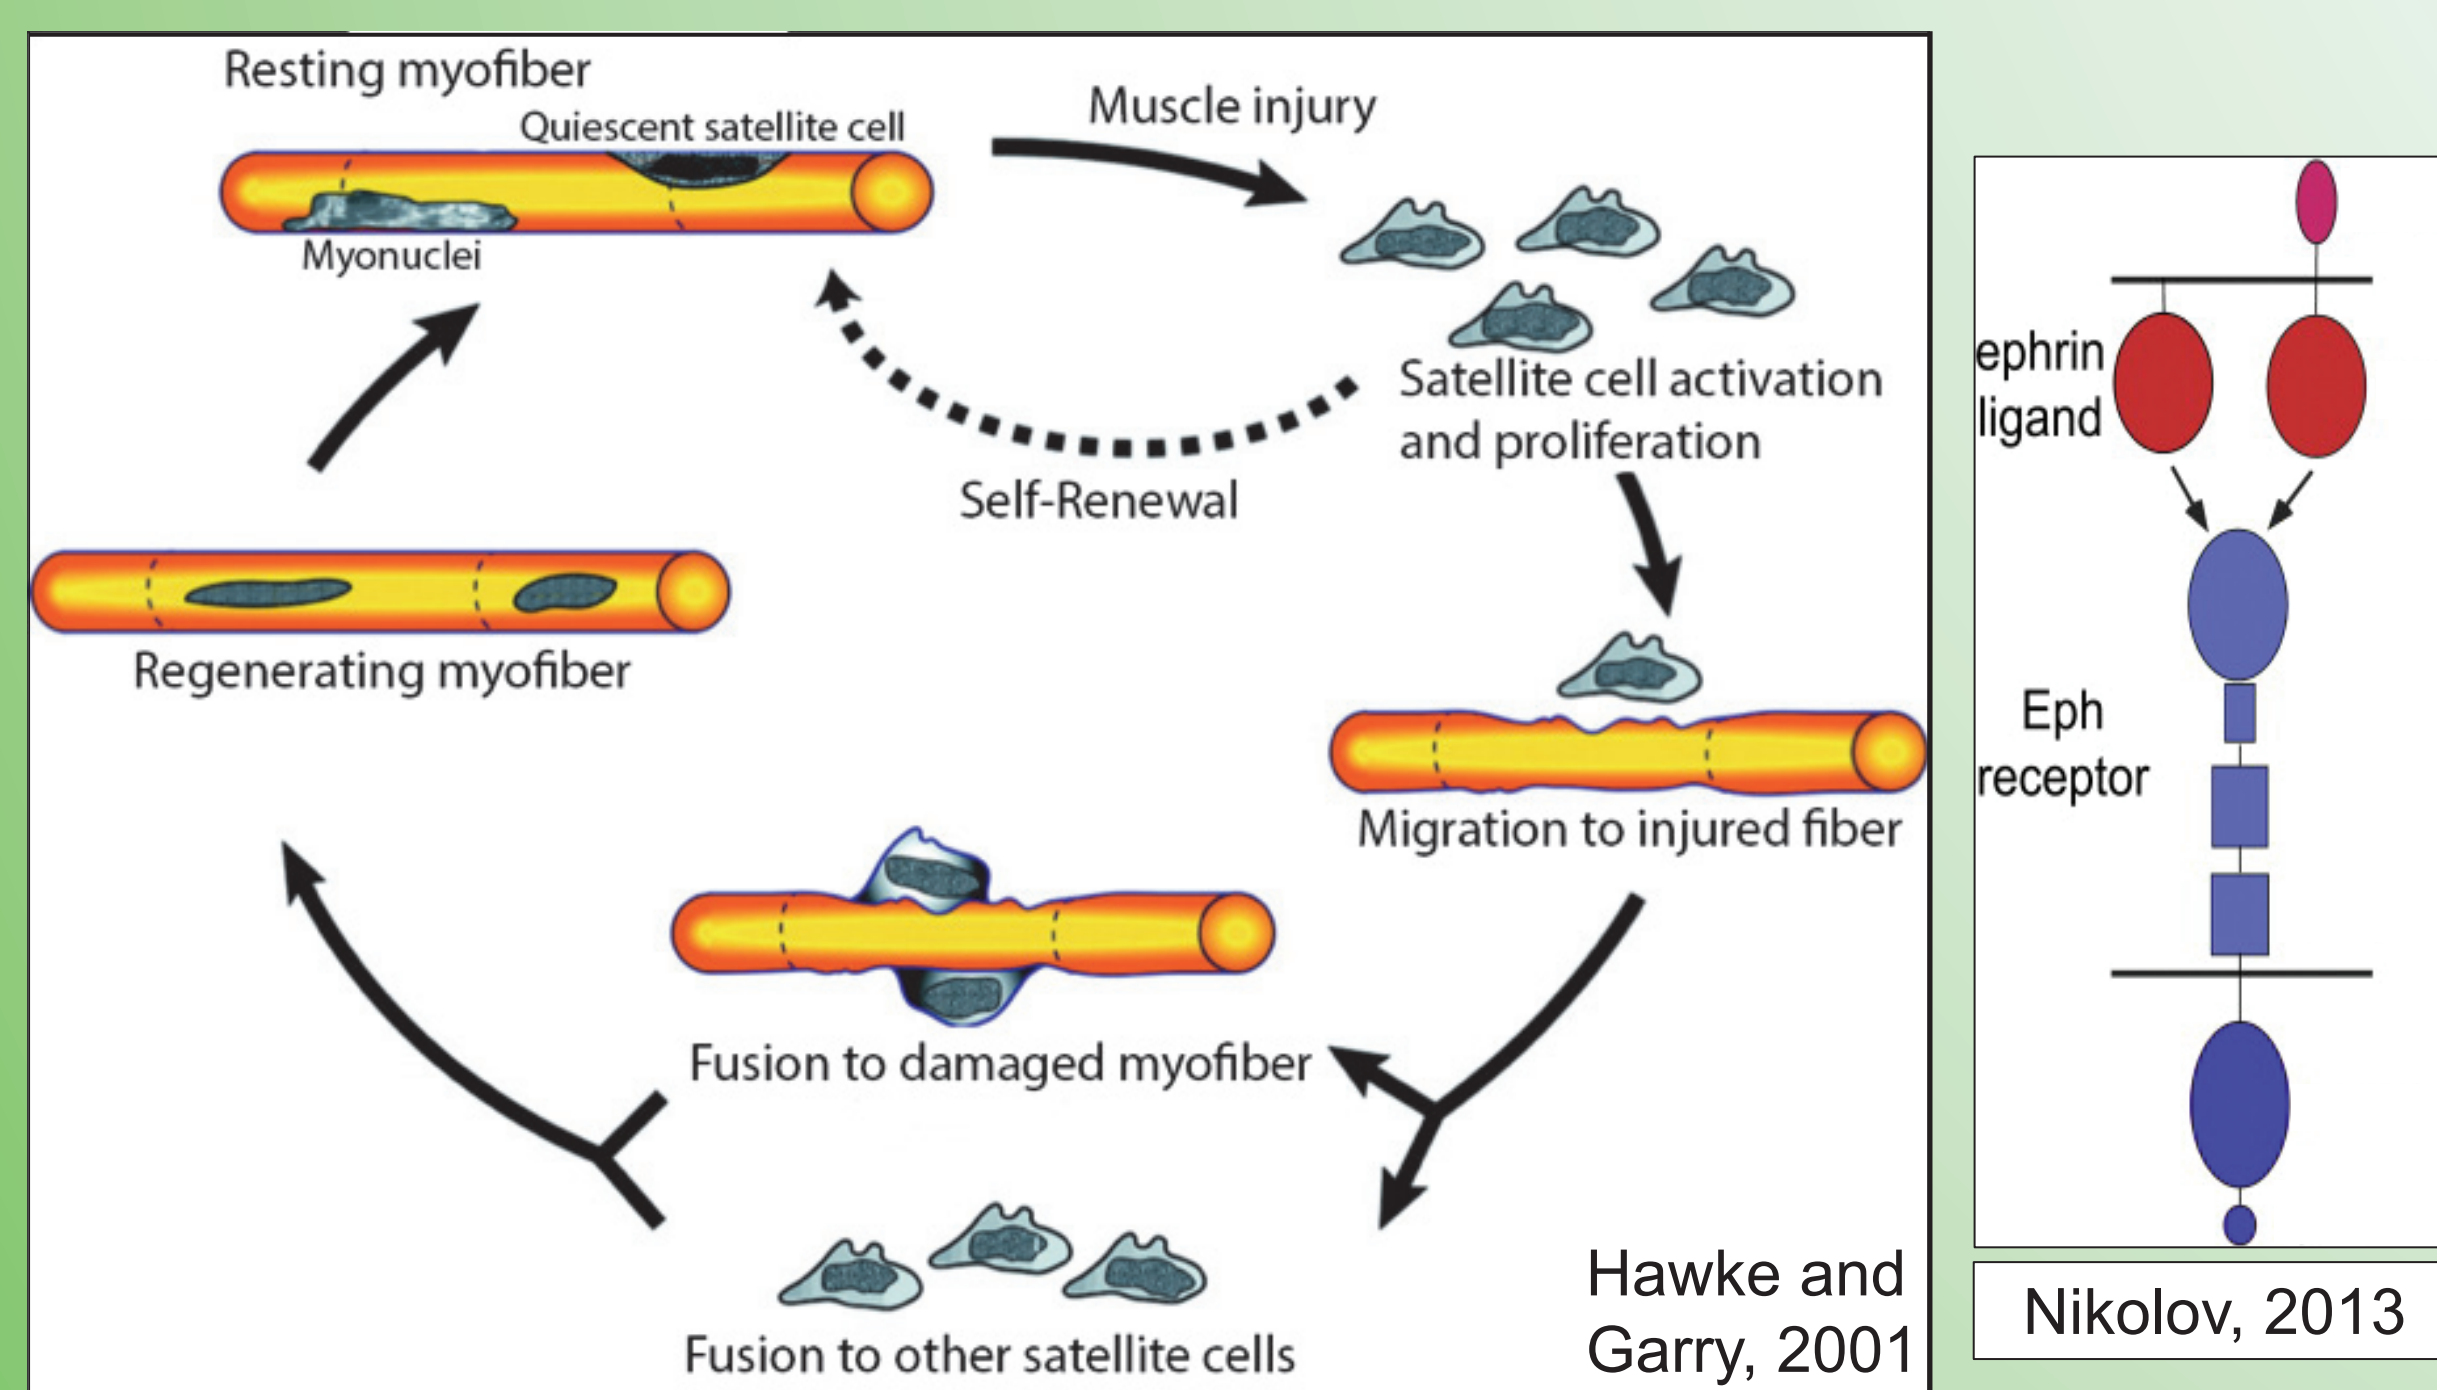 Resting myofiber
Quiescent satellite cell
Myonuclei
Muscle injury
Satellite cell activation
and proliferation
Self-Renewal
Regenerating myofiber
Migration to injured fiber
Fusion to damaged myofiber
Fusion to other satellite cells
Hawke and
Garry, 2001
ephrin
ligand
Eph
receptor
Nikolov, 2013